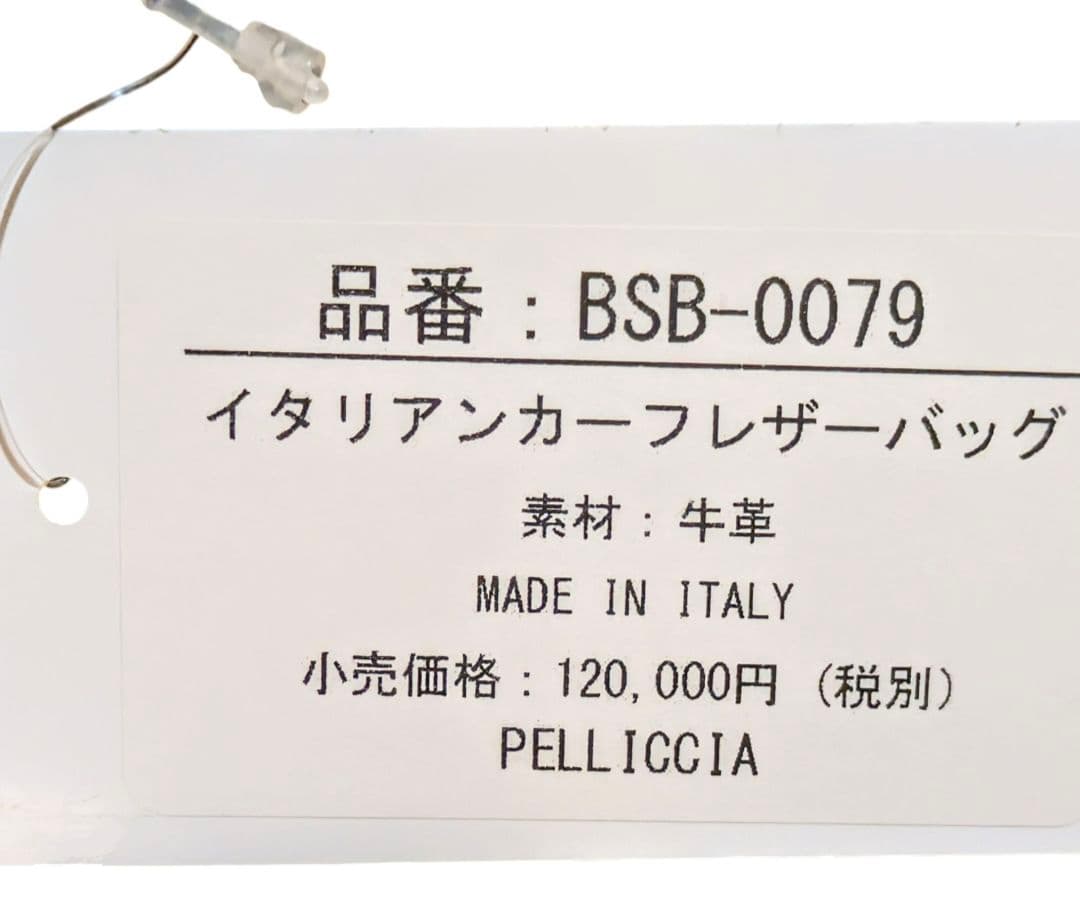 品番：BSB-0079
イタリアンカーフレザーバッグ
素材：牛革
MADE IN ITALY
小売価格：120,000円（税別）
PELLICCIA